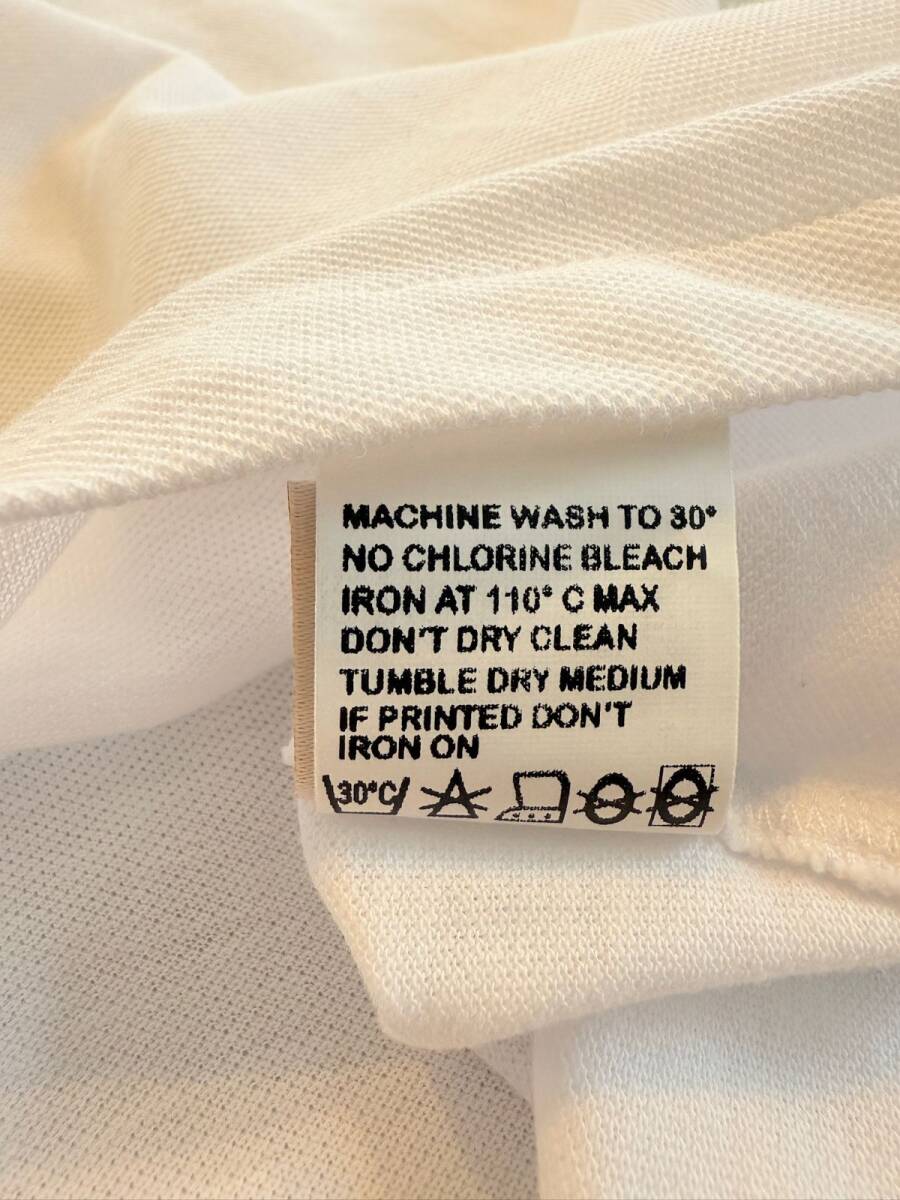 MACHINE WASH TO 30°
NO CHLORINE BLEACH
IRON AT 110° C MAX
DON'T DRY CLEAN
TUMBLE DRY MEDIUM
IF PRINTED DON'T
IRON ON
30°C